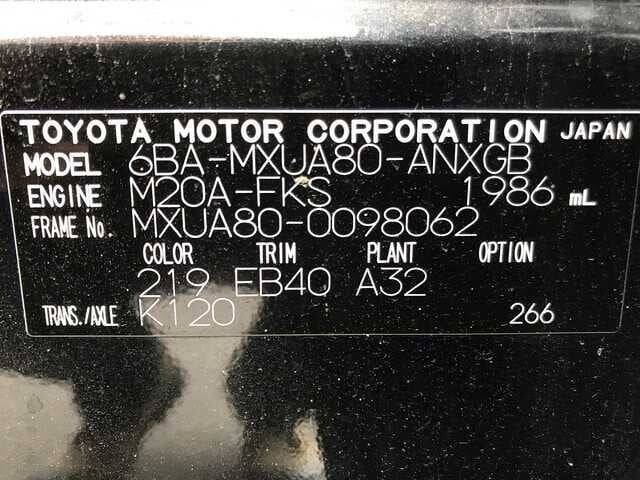 TOYOTA MOTOR CORPORATION JAPAN
MODEL 6BA-MXUA80-ANXGB
ENGINE M20A-FKS 1986 mL
FRAME No. MXUA80-0098062
COLOR TRIM PLANT OPTION
219 EB40 A32
TRANS./AXLE K120 266